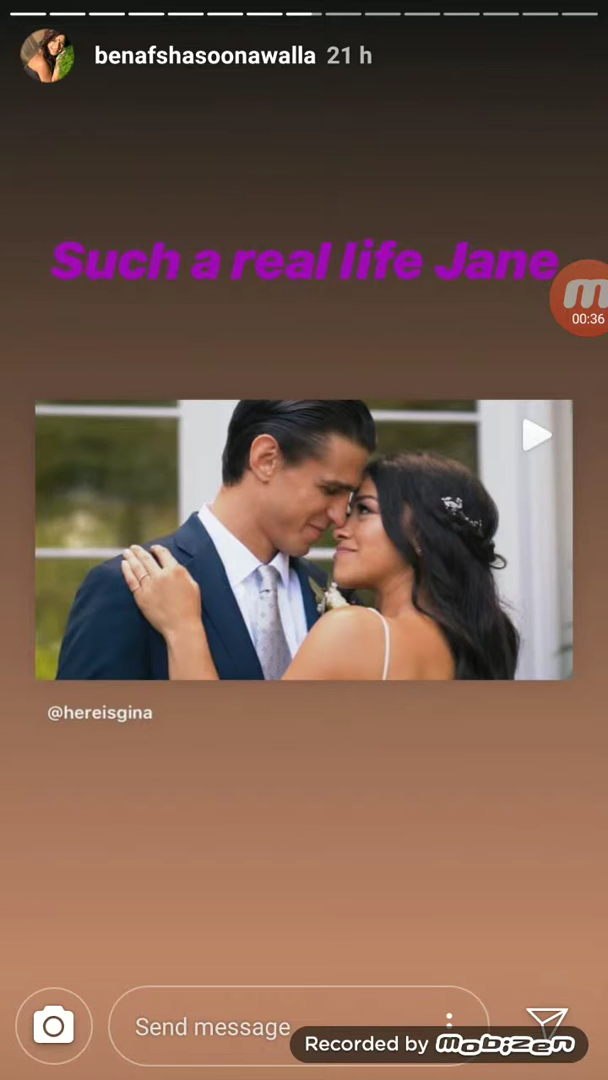 benafshasoonawalla 21 h
Such a real life Jane
00:36
@hereisgina
Send message
Recorded by mobizen